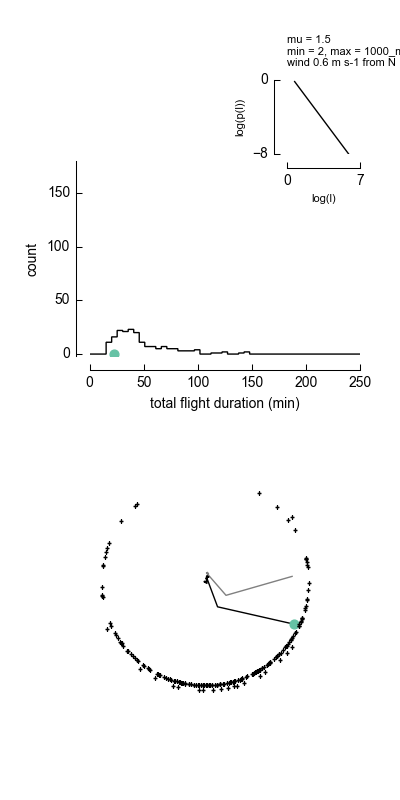 mu = 1.5
min = 2, max = 1000_m
wind 0.6 m s-1 from N
0
log(p(l))
−8
0
7
log(l)
150
100
50
0
count
0
50
100
150
200
250
total flight duration (min)